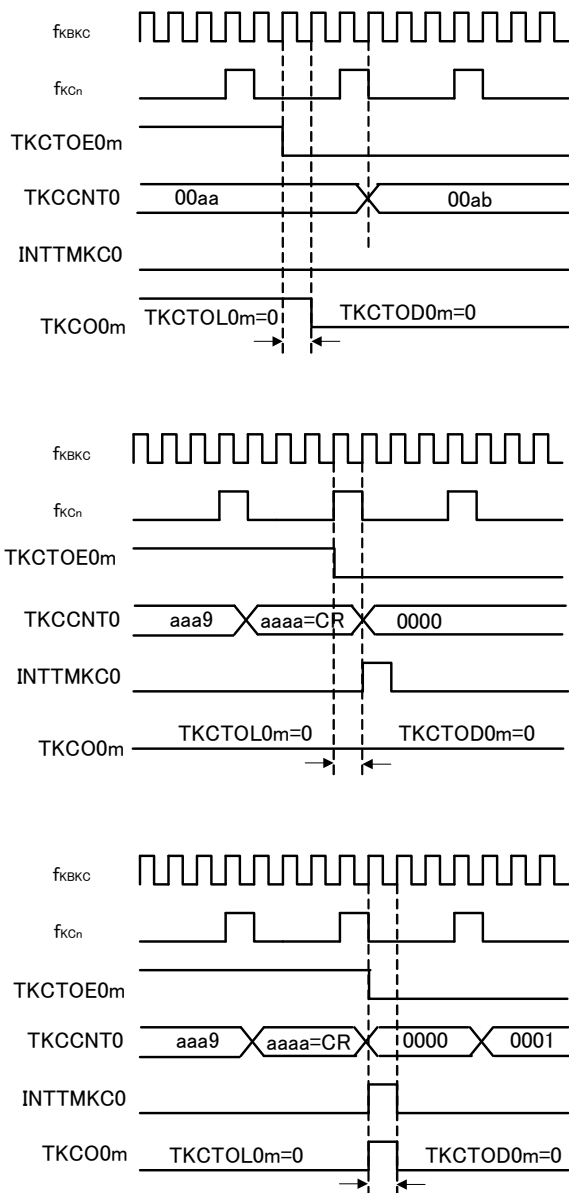 fKBKC
fKCn
TKCTOE0m
TKCCNT0 00aa 00ab
INTTMKC0
TKCO0m TKCTOL0m=0 TKCTOD0m=0
fKBKC
fKCn
TKCTOE0m
TKCCNT0 aaa9 aaaa=CR 0000
INTTMKC0
TKCO0m TKCTOL0m=0 TKCTOD0m=0
fKBKC
fKCn
TKCTOE0m
TKCCNT0 aaa9 aaaa=CR 0000 0001
INTTMKC0
TKCO0m TKCTOL0m=0 TKCTOD0m=0